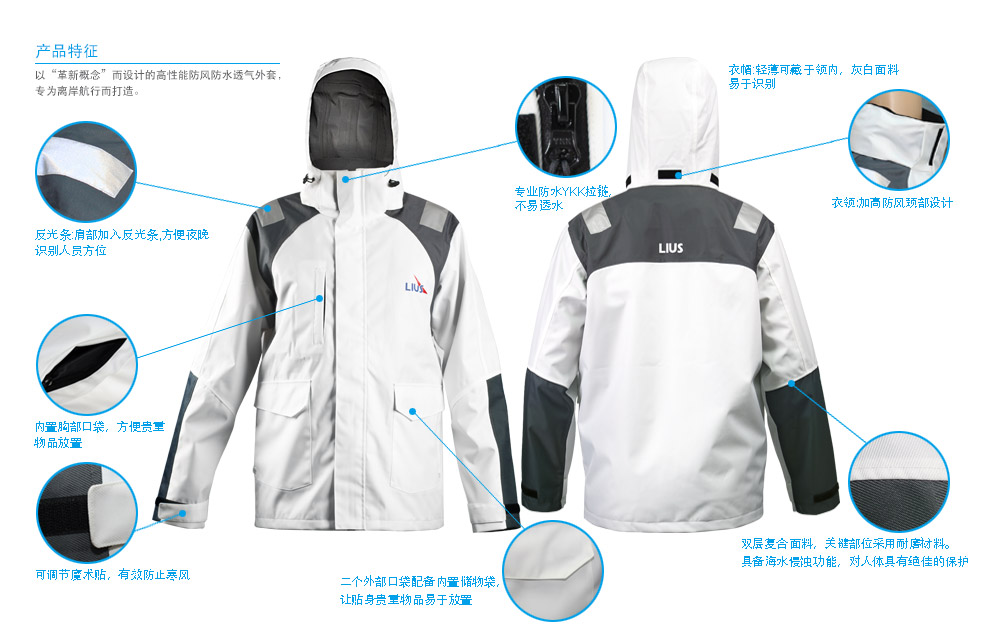 产品特征
以“革新概念”而设计的高性能防风防水透气外套，
专为离岸航行而打造。
反光条:肩部加入反光条,方便夜晚
识别人员方位
内置胸部口袋，方便贵重
物品放置
可调节魔术贴，有效防止寒风
专业防水YKK拉链,
不易透水
衣帽:轻薄可藏于领内，灰白面料
易于识别
衣领:加高防风颈部设计
LIUS
LIUS
二个外部口袋配备内置储物袋,
让贴身贵重物品易于放置
双层复合面料，关键部位采用耐磨材料。
具备海水侵蚀功能，对人体具有绝佳的保护